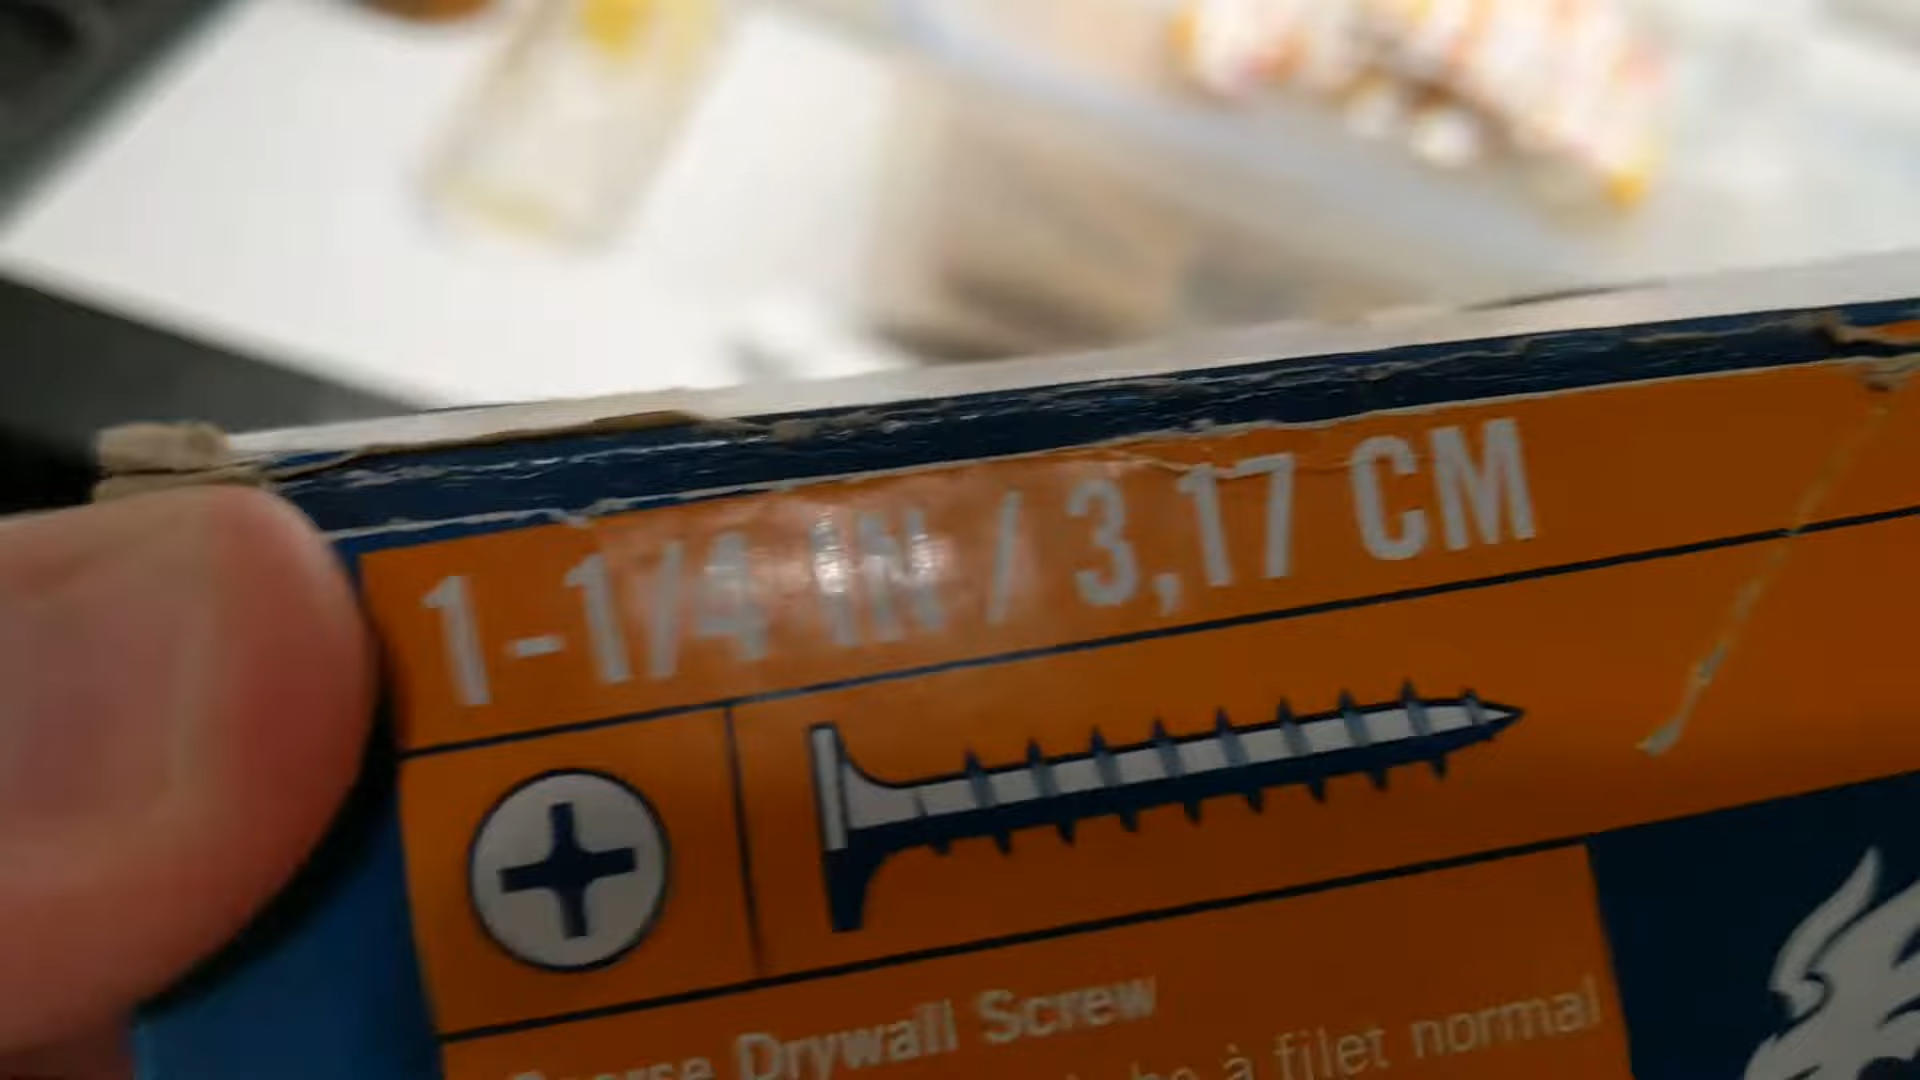 1-1/4 IN / 3,17 CM
Drywall Screw
à filet normal